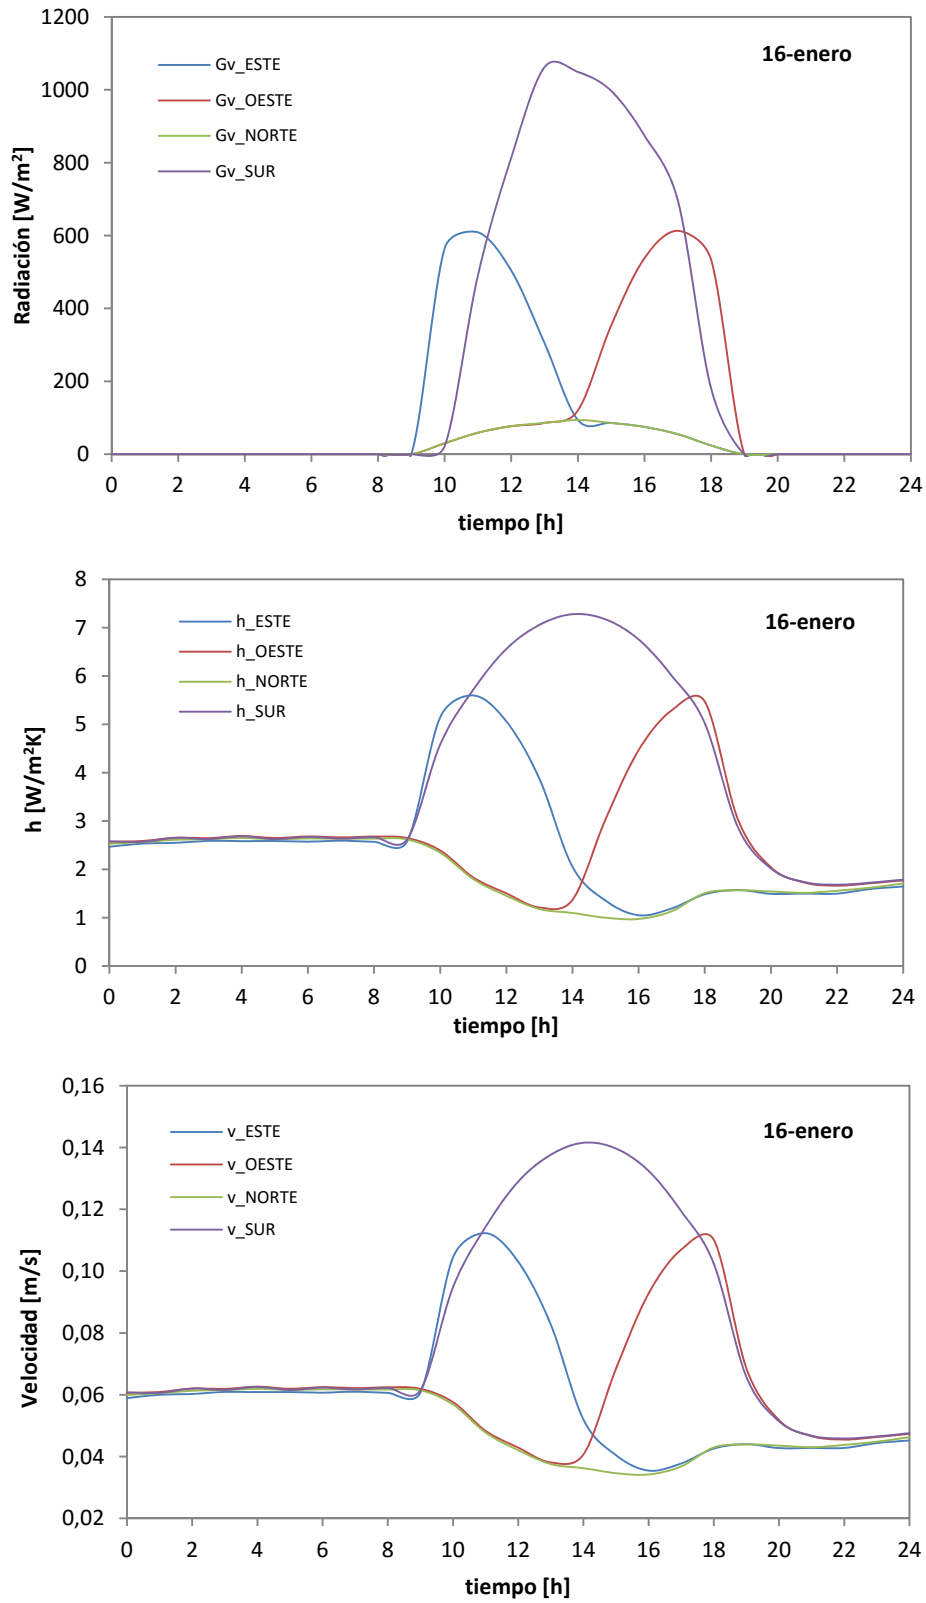 1200
1000
800
600
400
200
0
Radiación [W/m²]
16-enero
Gv_ESTE
Gv_OESTE
Gv_NORTE
Gv_SUR
0 2 4 6 8 10 12 14 16 18 20 22 24
tiempo [h]
8
7
6
5
4
3
2
1
0
h [W/m²K]
16-enero
h_ESTE
h_OESTE
h_NORTE
h_SUR
0 2 4 6 8 10 12 14 16 18 20 22 24
tiempo [h]
0,16
0,14
0,12
0,10
0,08
0,06
0,04
0,02
Velocidad [m/s]
16-enero
v_ESTE
v_OESTE
v_NORTE
v_SUR
0 2 4 6 8 10 12 14 16 18 20 22 24
tiempo [h]